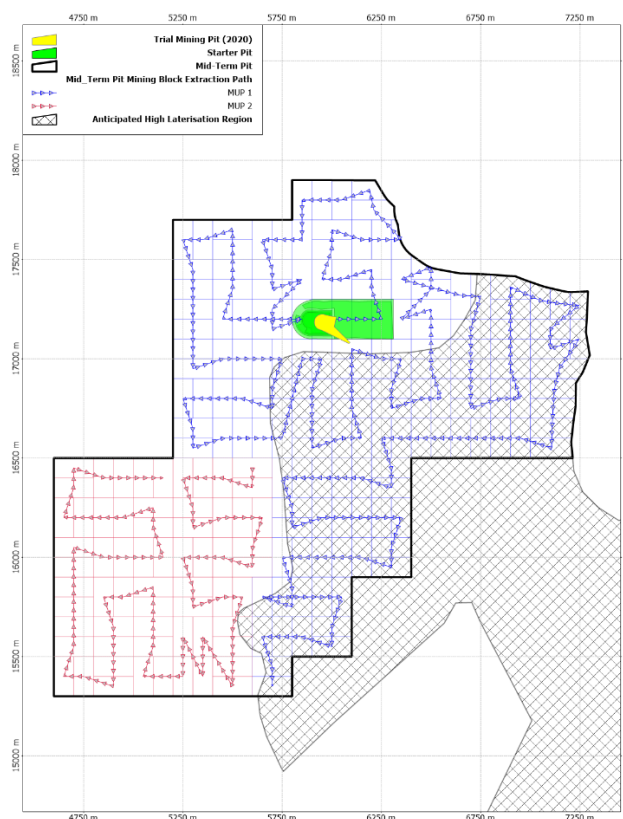 4750 m 5250 m 5750 m 6250 m 6750 m 7250 m
Trial Mining Pit (2020)
Starter Pit
Mid-Term Pit
Mid_Term Pit Mining Block Extraction Path
MUP 1
MUP 2
Anticipated High Laterisation Region
18500 m
18000 m
17500 m
17000 m
16500 m
16000 m
15500 m
15000 m
4750 m 5250 m 5750 m 6250 m 6750 m 7250 m